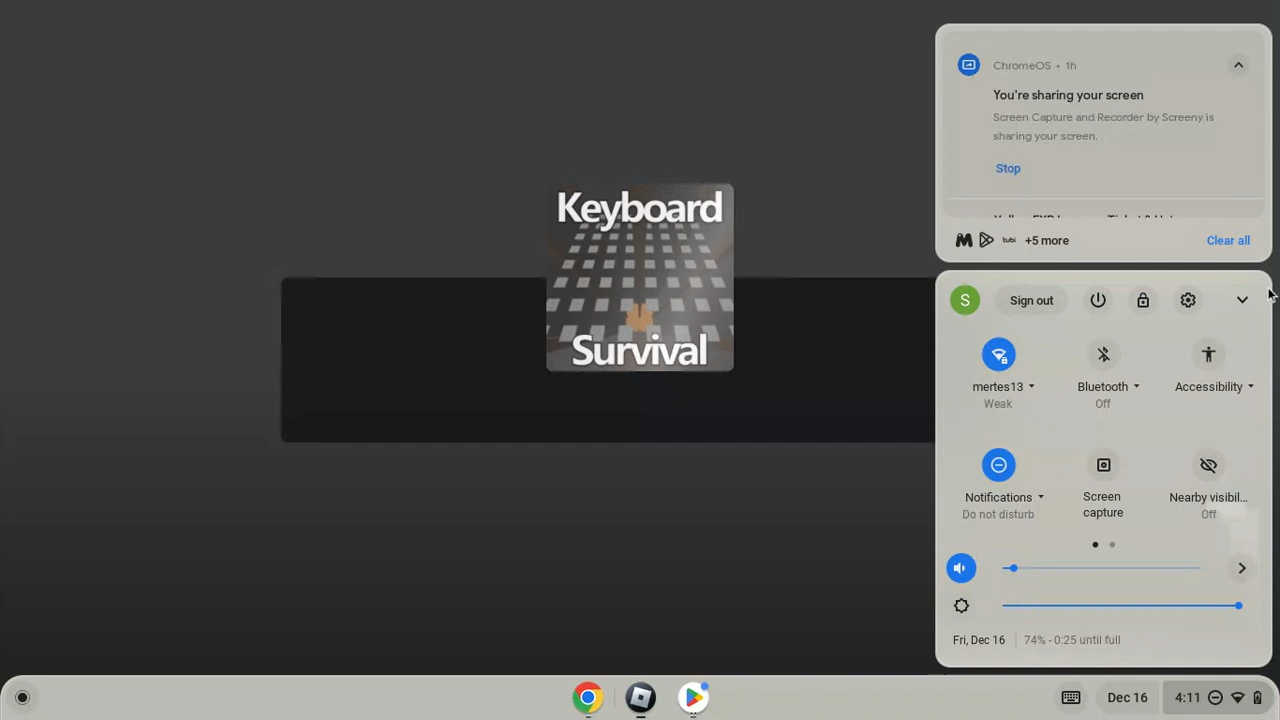 ChromeOS • 1h
You're sharing your screen
Screen Capture and Recorder by Screeny is
sharing your screen.
Stop
tubi
+5 more
Clear all
Keyboard
Survival
S
Sign out
mertes13
Weak
Bluetooth
Off
Accessibility
Notifications
Do not disturb
Screen
capture
Nearby visibil...
Off
Fri, Dec 16
74% - 0:25 until full
Dec 16
4:11